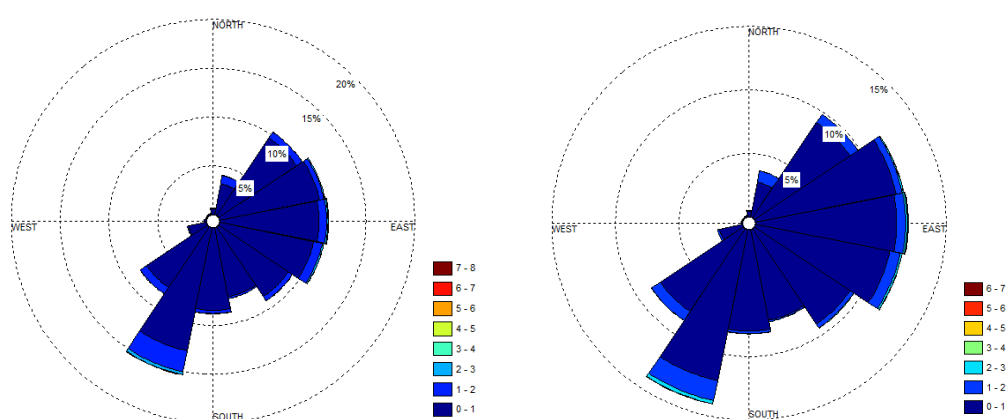 NORTH
20%
15%
10%
5%
WEST
EAST
SOUTH
7 - 8
6 - 7
5 - 6
4 - 5
3 - 4
2 - 3
1 - 2
0 - 1
NORTH
15%
10%
5%
WEST
EAST
SOUTH
6 - 7
5 - 6
4 - 5
3 - 4
2 - 3
1 - 2
0 - 1